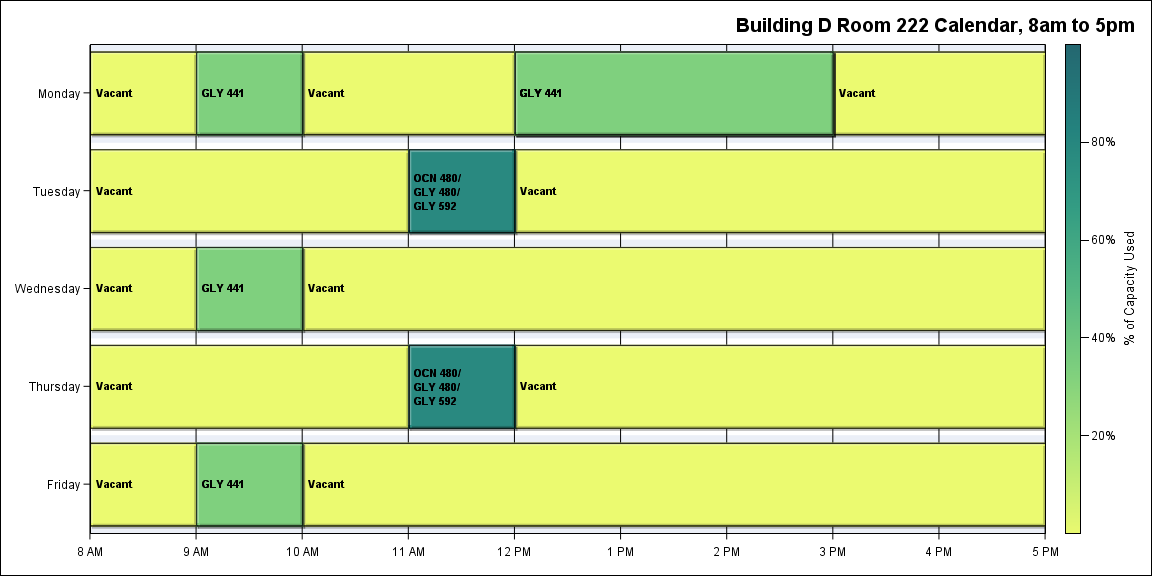 Building D Room 222 Calendar, 8am to 5pm
Monday
Vacant
GLY 441
Vacant
GLY 441
Vacant
Tuesday
Vacant
OCN 480/
GLY 480/
GLY 592
Vacant
Wednesday
Vacant
GLY 441
Vacant
Thursday
Vacant
OCN 480/
GLY 480/
GLY 592
Vacant
Friday
Vacant
GLY 441
Vacant
8 AM
9 AM
10 AM
11 AM
12 PM
1 PM
2 PM
3 PM
4 PM
5 PM
80%
60%
40%
20%
% of Capacity Used